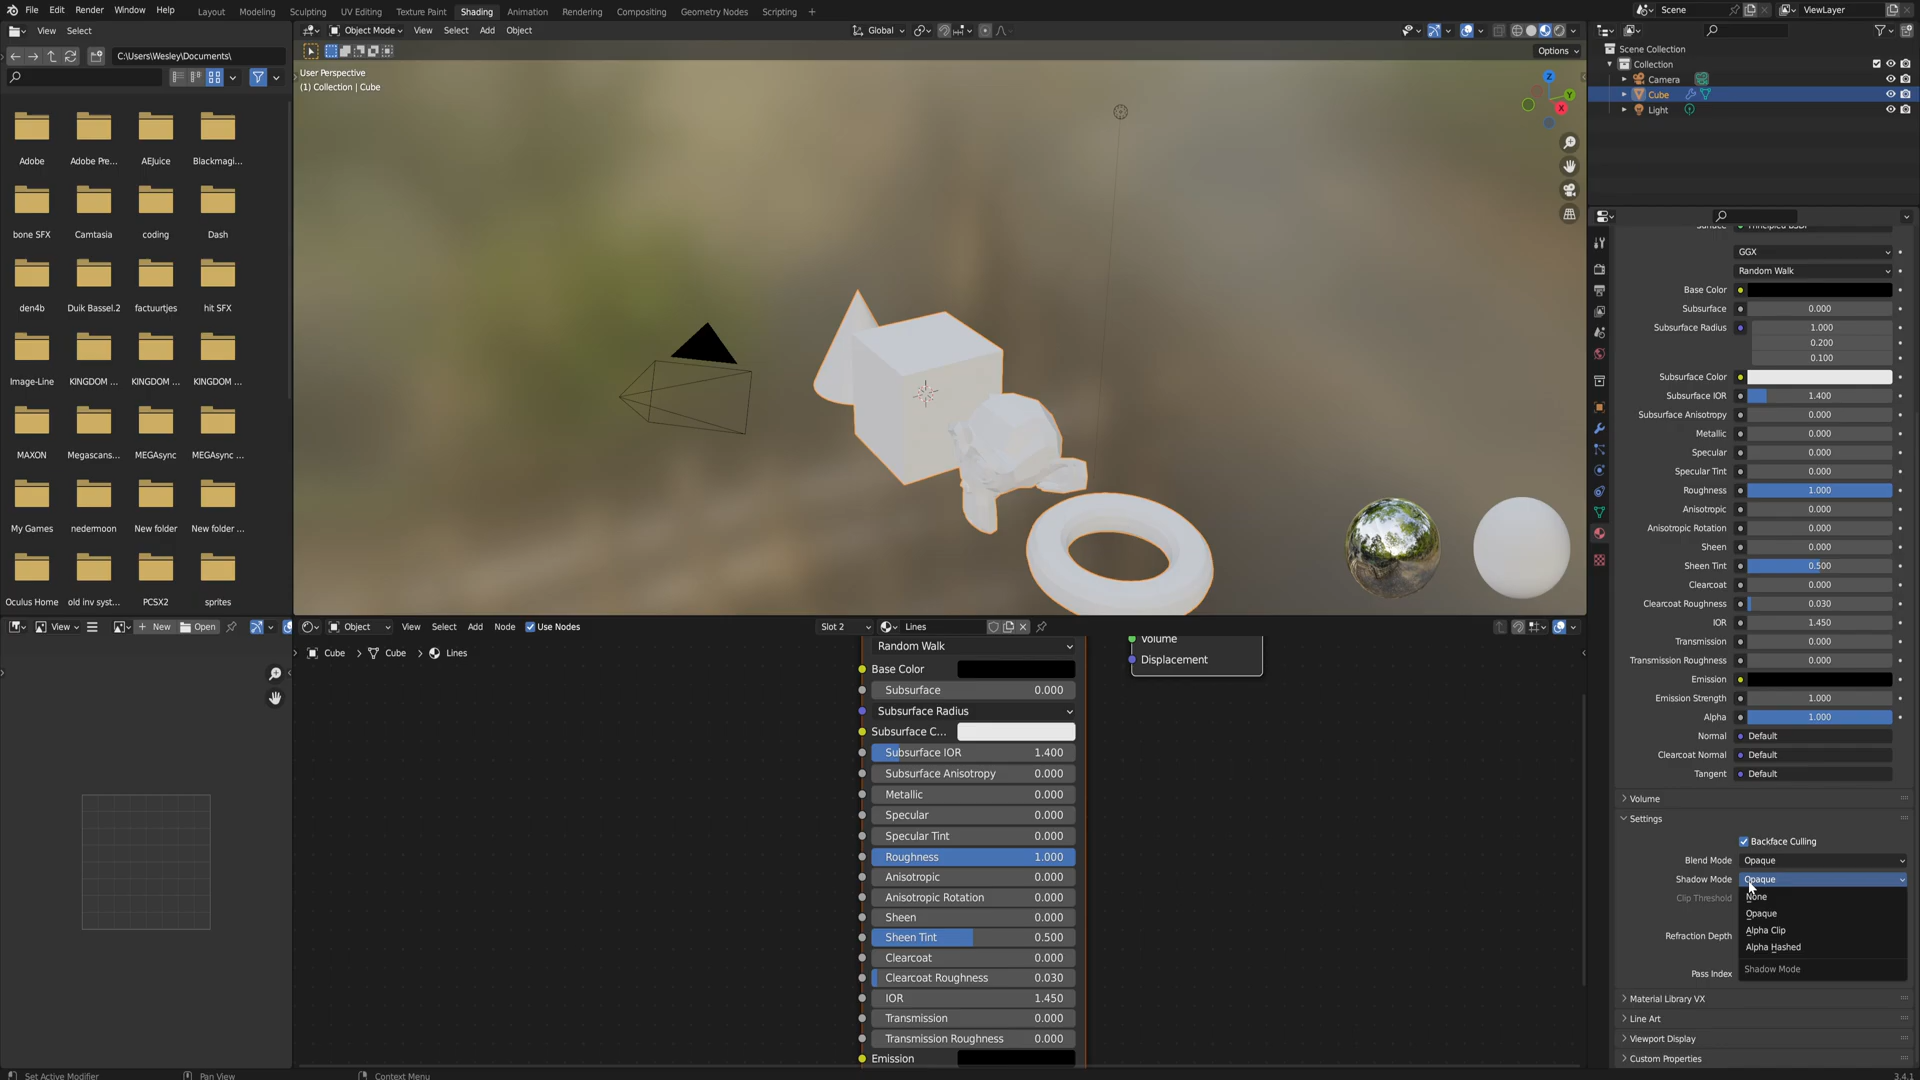 File Edit Render Window Help Layout Modeling Sculpting UV Editing Texture Paint Shading Animation Rendering Compositing Geometry Nodes Scripting + Scene ViewLayer
View Select
C:\Users\Wesley\Documents\
Object Mode View Select Add Object Global
Options
User Perspective
(1) Collection | Cube
Z
Y
X
Scene Collection
Collection
Camera
Cube
Light
Adobe Adobe Pre... AEJuice Blackmagi...
bone SFX Camtasia coding Dash
den4b Duik Bassel.2 factuurtjes hit SFX
Image-Line KINGDOM ... KINGDOM ... KINGDOM ...
MAXON Megascans... MEGAsync MEGAsync ...
My Games nedermoon New folder New folder ...
Oculus Home old inv syst... PCSX2 sprites
View New Open
Object View Select Add Node Use Nodes Slot 2 Lines
Cube > Cube > Lines
Random Walk
Base Color
Subsurface 0.000
Subsurface Radius
Subsurface C...
Subsurface IOR 1.400
Subsurface Anisotropy 0.000
Metallic 0.000
Specular 0.000
Specular Tint 0.000
Roughness 1.000
Anisotropic 0.000
Anisotropic Rotation 0.000
Sheen 0.000
Sheen Tint 0.500
Clearcoat 0.000
Clearcoat Roughness 0.030
IOR 1.450
Transmission 0.000
Transmission Roughness 0.000
Emission
Volume
Displacement
Surface Principled BSDF
GGX
Random Walk
Base Color
Subsurface 0.000
Subsurface Radius 1.000
0.200
0.100
Subsurface Color
Subsurface IOR 1.400
Subsurface Anisotropy 0.000
Metallic 0.000
Specular 0.000
Specular Tint 0.000
Roughness 1.000
Anisotropic 0.000
Anisotropic Rotation 0.000
Sheen 0.000
Sheen Tint 0.500
Clearcoat 0.000
Clearcoat Roughness 0.030
IOR 1.450
Transmission 0.000
Transmission Roughness 0.000
Emission
Emission Strength 1.000
Alpha 1.000
Normal Default
Clearcoat Normal Default
Tangent Default
Volume
Settings
Backface Culling
Blend Mode Opaque
Shadow Mode Opaque
Clip Threshold
None
Opaque
Alpha Clip
Refraction Depth
Alpha Hashed
Shadow Mode
Pass Index
Material Library VX
Line Art
Viewport Display
Custom Properties
Set Active Modifier Pan View Context Menu 3.4.1